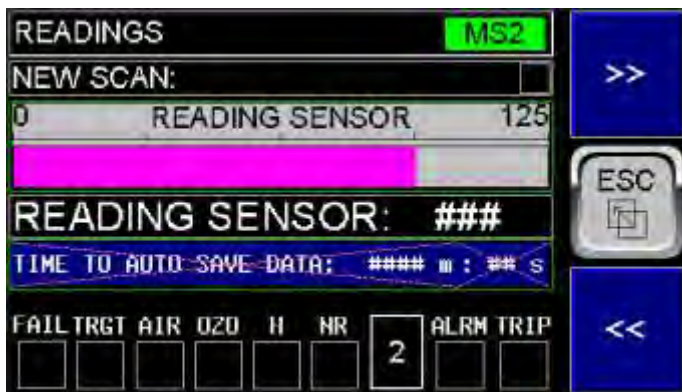 READINGS MS2
NEW SCAN:
0 READING SENSOR 125
READING SENSOR: ###
TIME TO AUTO SAVE DATA: #### m : ## s
FAIL TRGT AIR OZO N NR ALRM TRIP
2
>>
ESC
<<